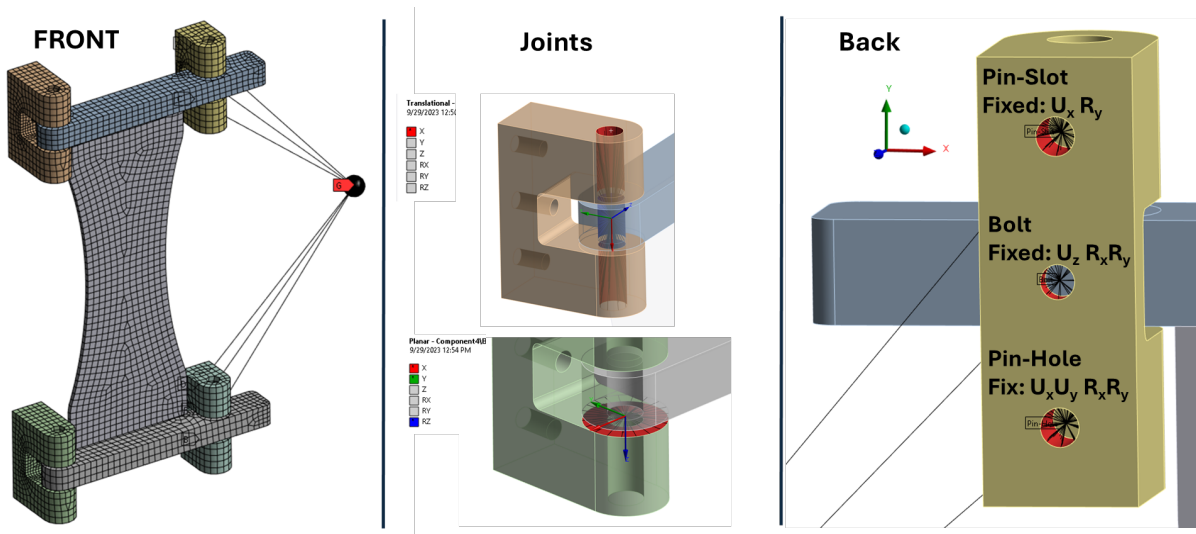 FRONT
G
Joints
Translational -
9/29/2023 12:50
X
Y
Z
RX
RY
RZ
Planar - Component4\B
9/29/2023 12:54 PM
X
Y
Z
RX
RY
RZ
Back
Y
X
Pin-Slot
Fixed: Ux Ry
Bolt
Fixed: Uz RxRy
Pin-Hole
Fix: UxUy RxRy